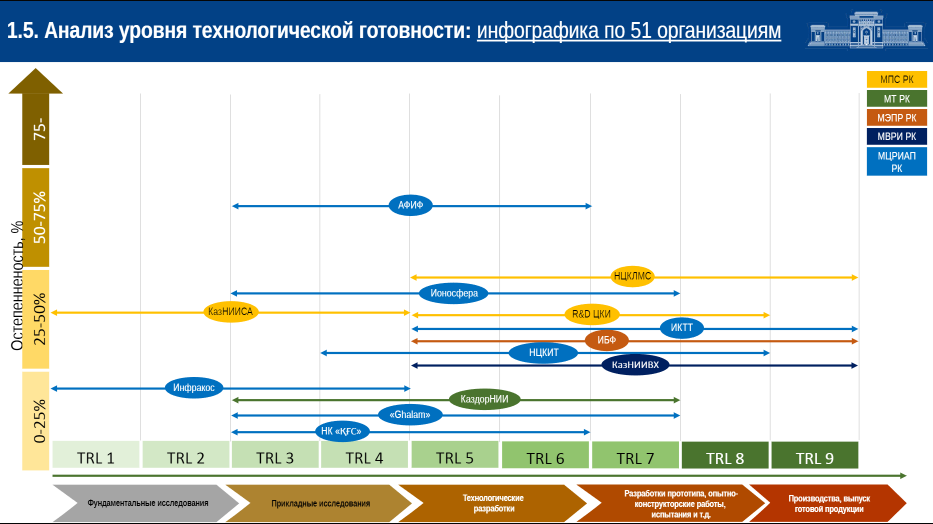 1.5. Анализ уровня технологической готовности: инфографика по 51 организациям
МПС РК
МТ РК
МЭПР РК
МВРИ РК
МЦРИАП
РК
Остепененность, %
75-
50-75%
25-50%
0-25%
АФИФ
НЦКЛМС
Ионосфера
КазНИИСА
R&D ЦКИ
ИКТТ
ИБФ
НЦКИТ
КазНИИВХ
Инфракос
КаздорНИИ
«Ghalam»
НК «ҚҒС»
TRL 1
TRL 2
TRL 3
TRL 4
TRL 5
TRL 6
TRL 7
TRL 8
TRL 9
Фундаментальные исследования
Прикладные исследования
Технологические
разработки
Разработки прототипа, опытно-
конструкторские работы,
испытания и т.д.
Производства, выпуск
готовой продукции